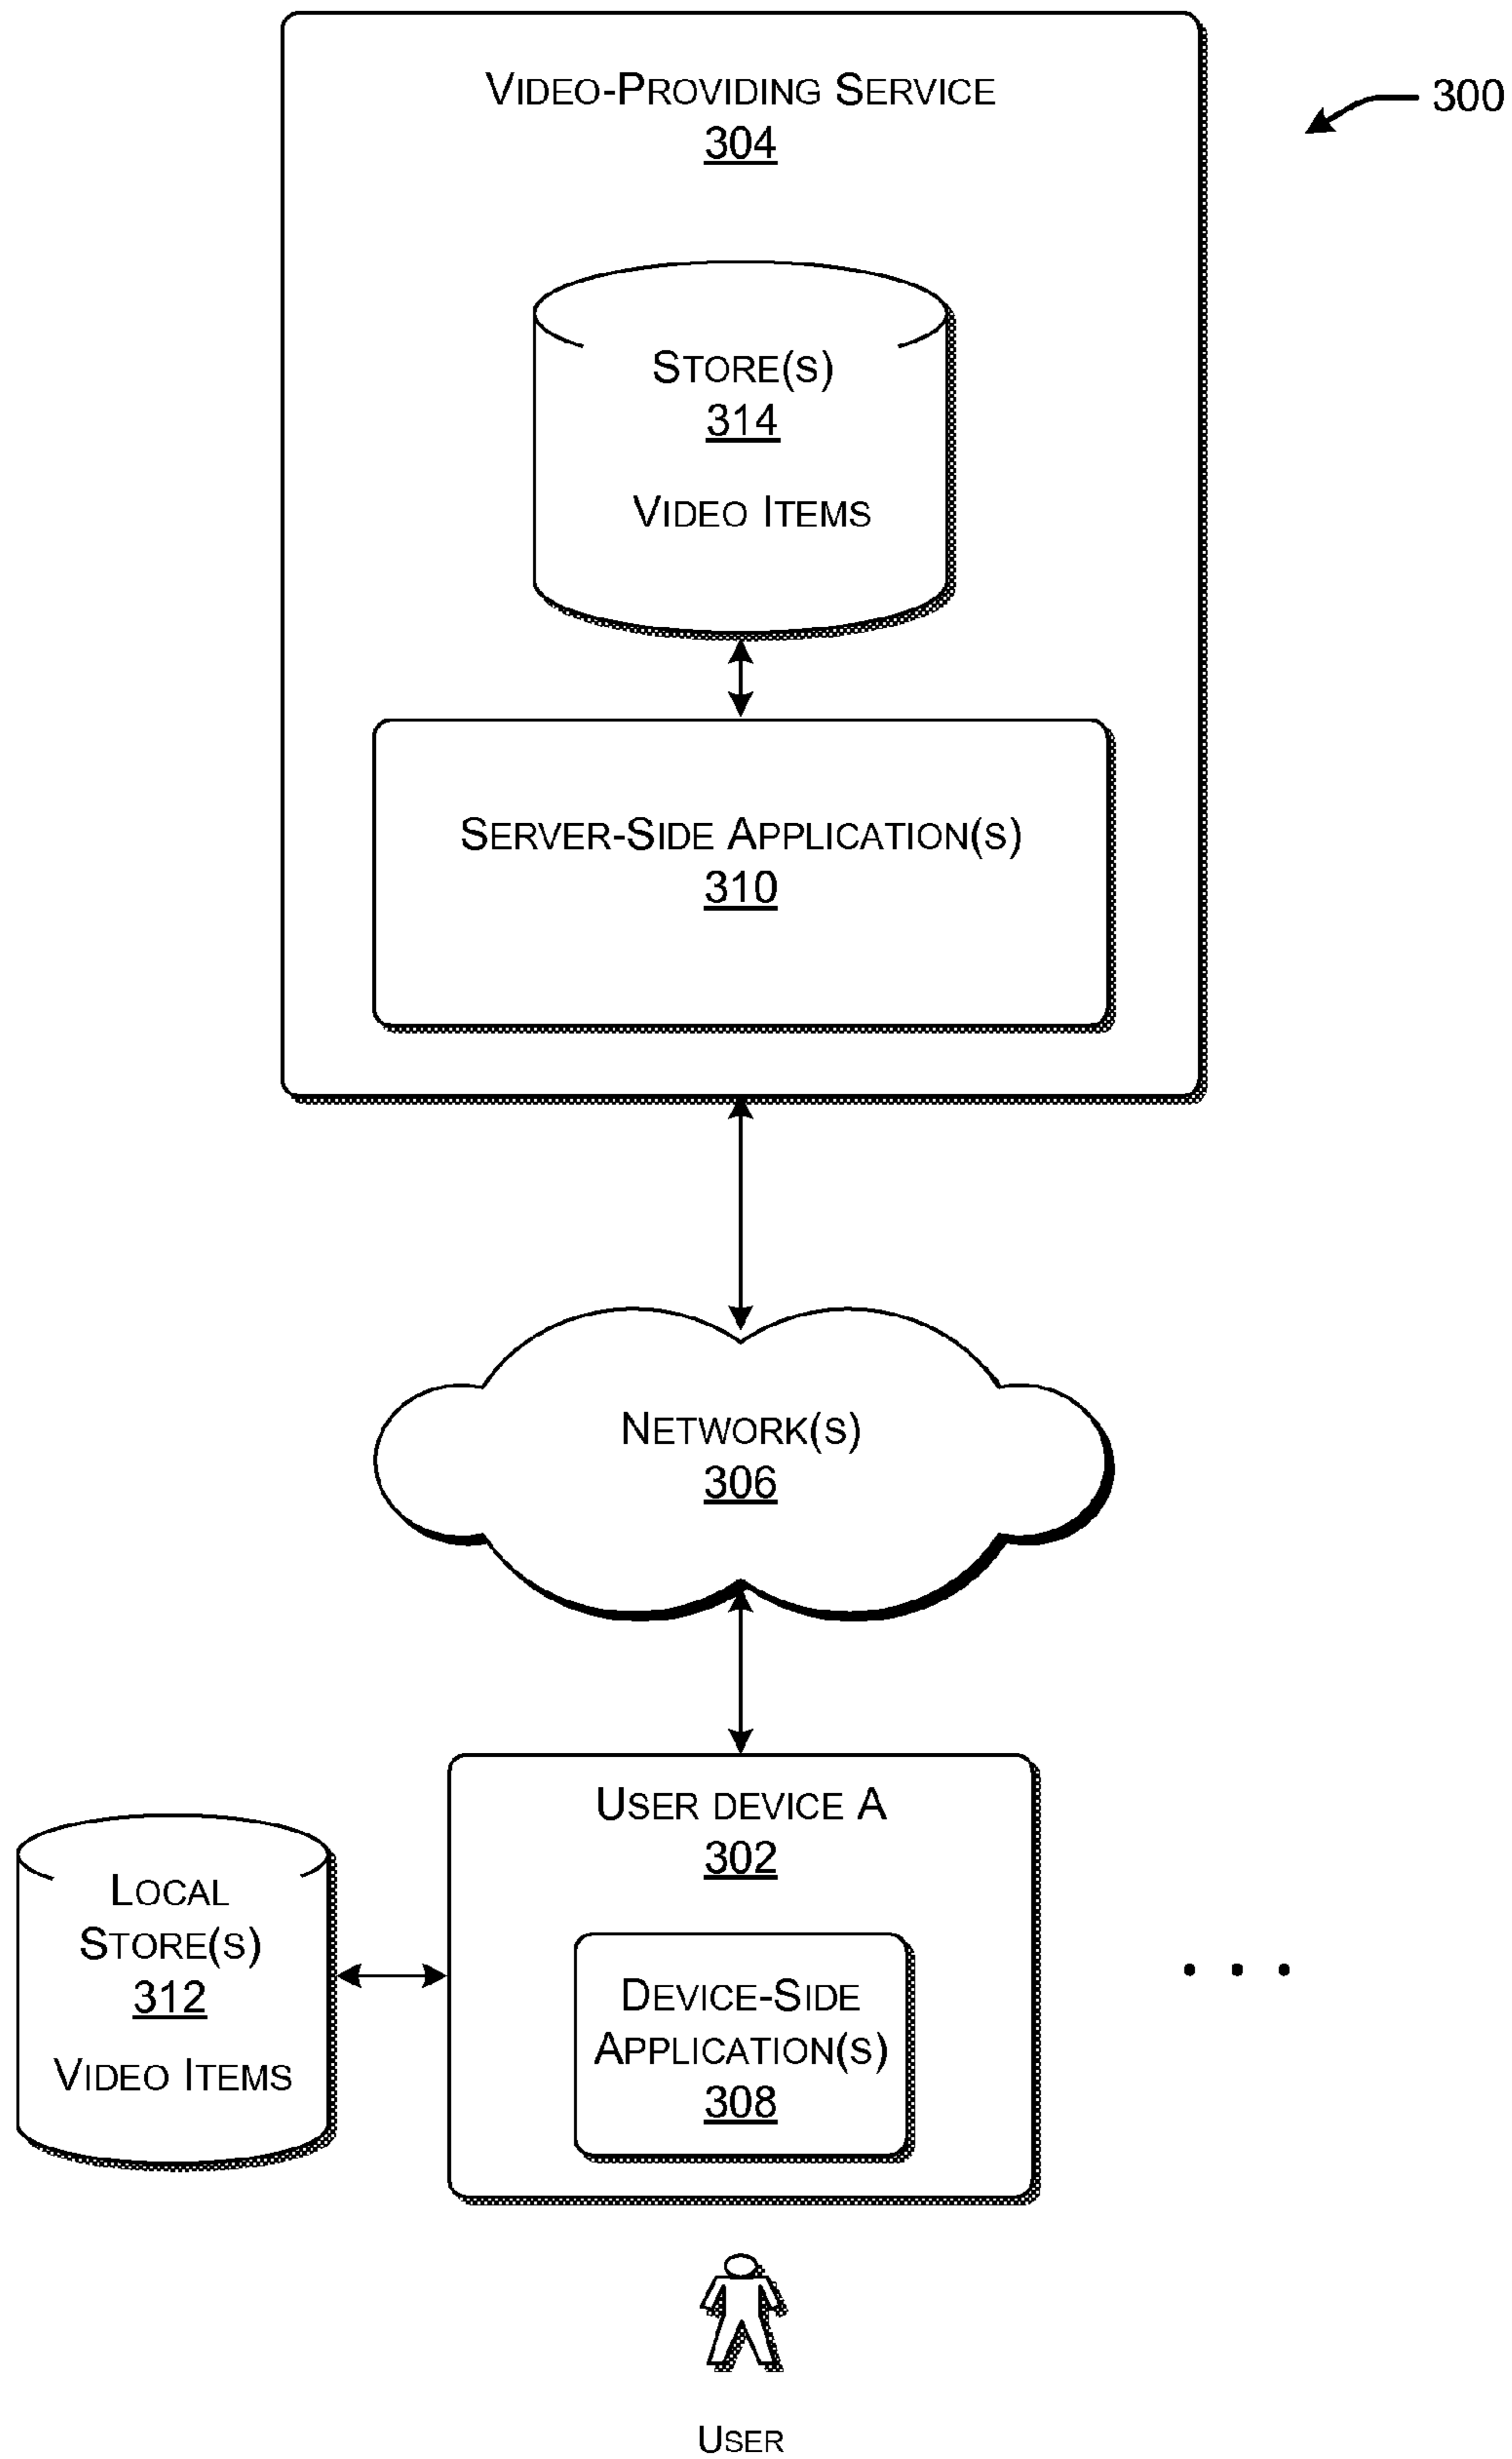 VIDEO-PROVIDING SERVICE
304
300
STORE(S)
314
VIDEO ITEMS
SERVER-SIDE APPLICATION(S)
310
NETWORK(S)
306
USER DEVICE A
302
LOCAL
STORE(S)
312
VIDEO ITEMS
DEVICE-SIDE
APPLICATION(S)
308
. . .
USER